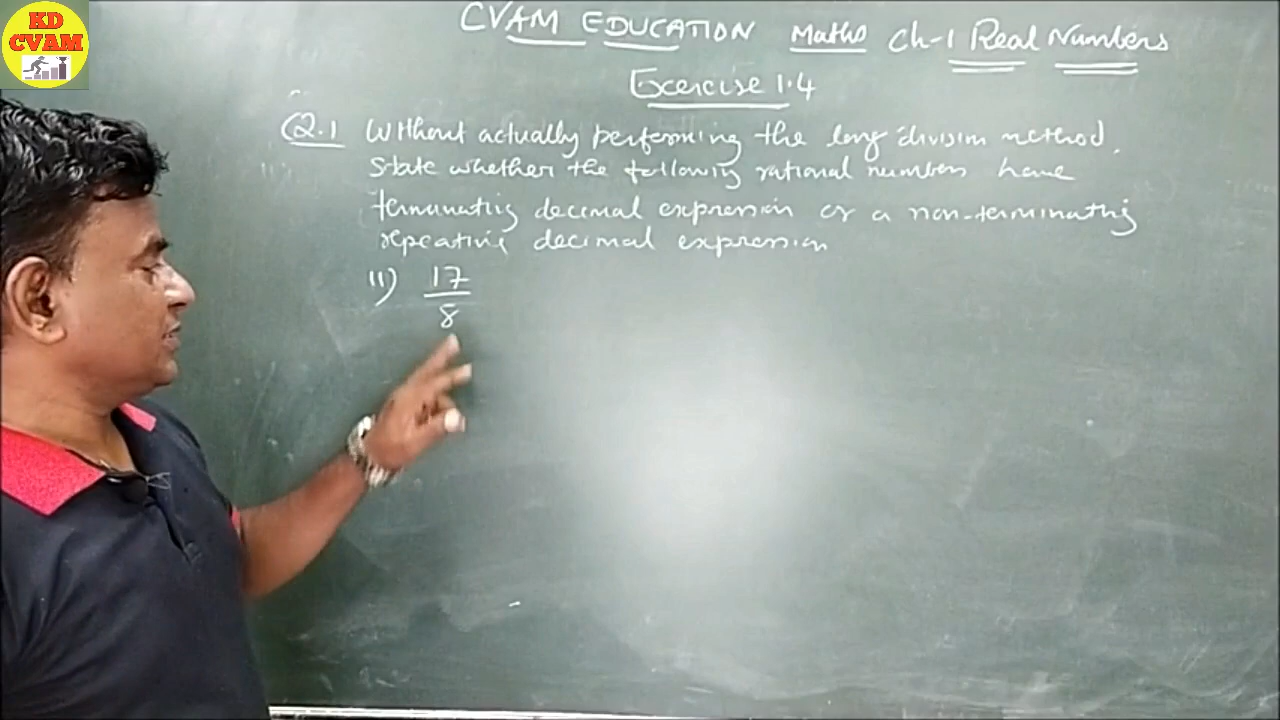 KD
CVAM
CVAM EDUCATION Maths Ch-1 Real Numbers
Exercise 1.4
Q.1 Without actually performing the long division method.
State whether the following rational numbers have
terminating decimal expression or a non-terminating
repeating decimal expression
ii) 17
8